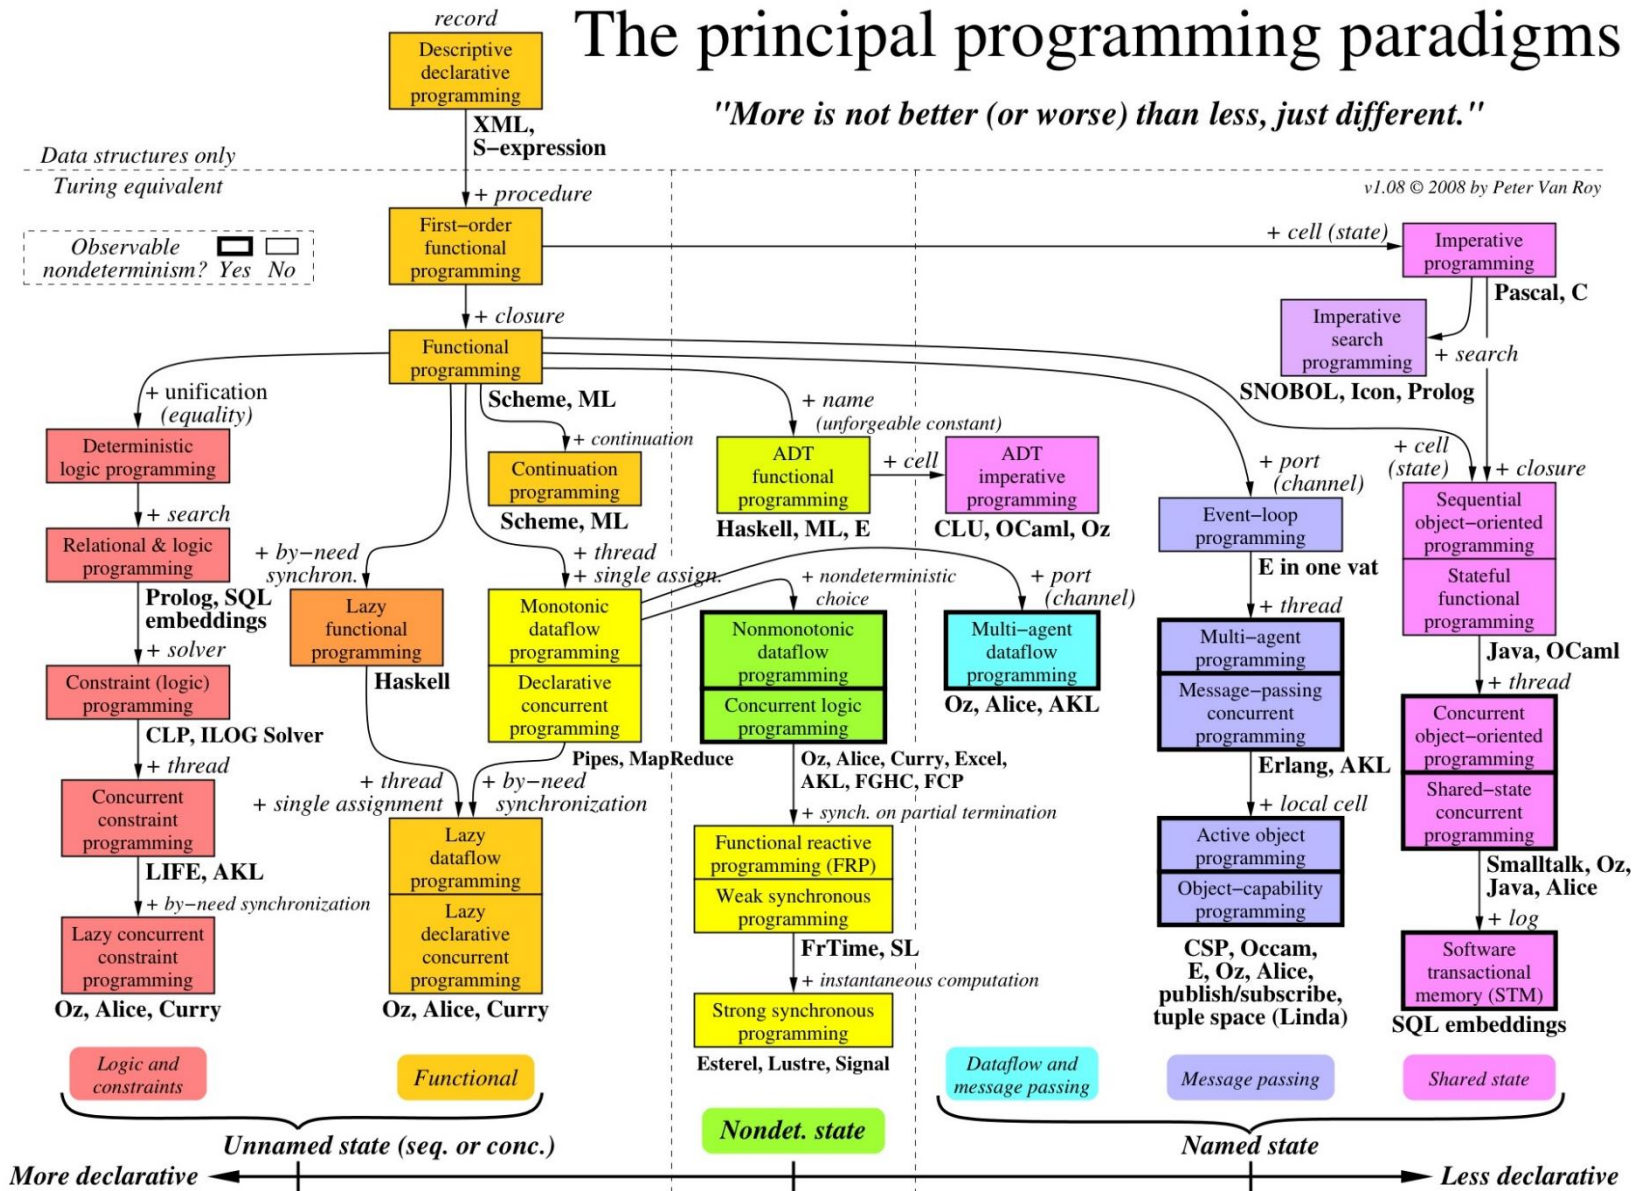 The principal programming paradigms
"More is not better (or worse) than less, just different."
record
Descriptive
declarative
programming
XML,
S−expression
Data structures only
Turing equivalent
v1.08 © 2008 by Peter Van Roy
Observable
nondeterminism? Yes No
+ procedure
First−order
functional
programming
+ cell (state)
Imperative
programming
Pascal, C
Imperative
search
programming
+ search
SNOBOL, Icon, Prolog
+ closure
Functional
programming
Scheme, ML
+ unification
(equality)
Deterministic
logic programming
+ search
Relational & logic
programming
Prolog, SQL
embeddings
+ solver
Constraint (logic)
programming
CLP, ILOG Solver
+ thread
Concurrent
constraint
programming
LIFE, AKL
+ by−need synchronization
Lazy concurrent
constraint
programming
Oz, Alice, Curry
+ continuation
Continuation
programming
Scheme, ML
+ by−need
synchron.
Lazy
functional
programming
Haskell
+ thread
+ single assign.
Monotonic
dataflow
programming
Declarative
concurrent
programming
Pipes, MapReduce
+ thread
+ single assignment
+ by−need
synchronization
Lazy
dataflow
programming
Lazy
declarative
concurrent
programming
Oz, Alice, Curry
+ name
(unforgeable constant)
ADT
functional
programming
Haskell, ML, E
+ cell
ADT
imperative
programming
CLU, OCaml, Oz
+ nondeterministic
choice
Nonmonotonic
dataflow
programming
Concurrent logic
programming
Oz, Alice, Curry, Excel,
AKL, FGHC, FCP
+ synch. on partial termination
Functional reactive
programming (FRP)
Weak synchronous
programming
FrTime, SL
+ instantaneous computation
Strong synchronous
programming
Esterel, Lustre, Signal
+ port
(channel)
Multi−agent
dataflow
programming
Oz, Alice, AKL
+ port
(channel)
Event−loop
programming
E in one vat
+ thread
Multi−agent
programming
Message−passing
concurrent
programming
Erlang, AKL
+ local cell
Active object
programming
Object−capability
programming
CSP, Occam,
E, Oz, Alice,
publish/subscribe,
tuple space (Linda)
+ cell
(state)
+ closure
Sequential
object−oriented
programming
Stateful
functional
programming
Java, OCaml
+ thread
Concurrent
object−oriented
programming
Shared−state
concurrent
programming
Smalltalk, Oz,
Java, Alice
+ log
Software
transactional
memory (STM)
SQL embeddings
Logic and
constraints
Functional
Dataflow and
message passing
Message passing
Shared state
Unnamed state (seq. or conc.)
Nondet. state
Named state
More declarative
Less declarative